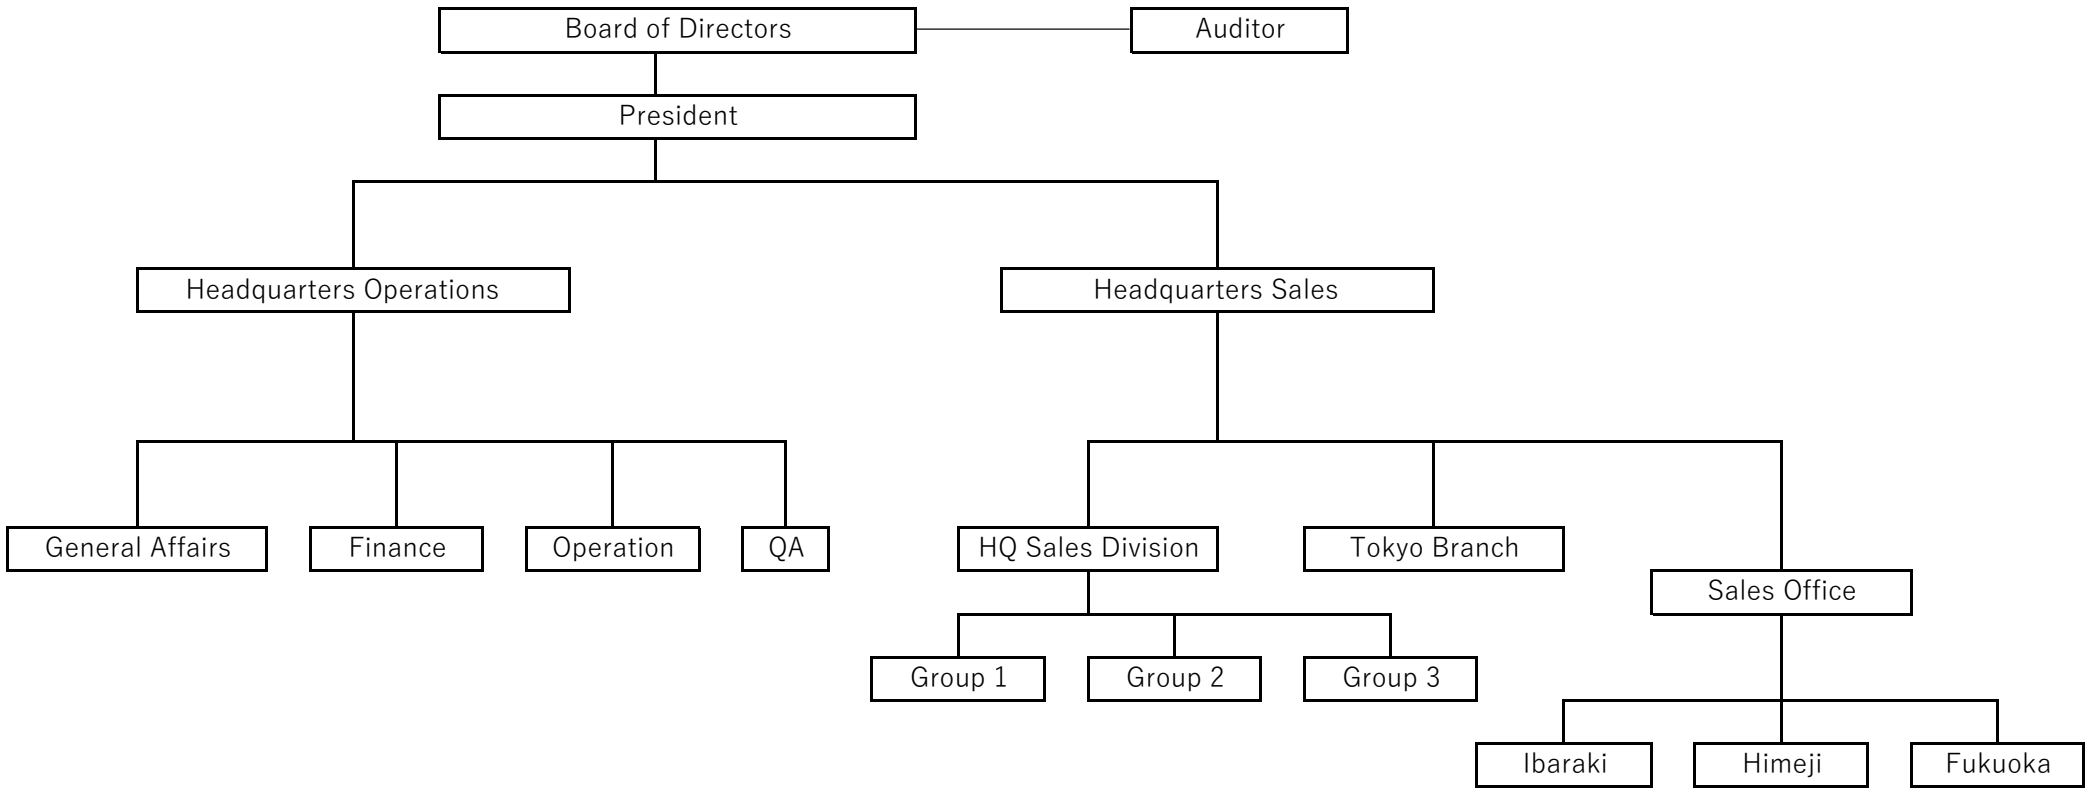 Board of Directors
Auditor
President
Headquarters Operations
Headquarters Sales
General Affairs
Finance
Operation
QA
HQ Sales Division
Tokyo Branch
Sales Office
Group 1
Group 2
Group 3
Ibaraki
Himeji
Fukuoka